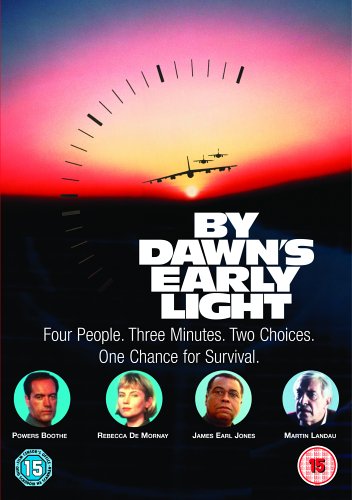 BY
DAWN'S
EARLY
LIGHT
Four People. Three Minutes. Two Choices.
One Chance for Survival.
POWERS BOOTHE
REBECCA DE MORNAY
JAMES EARL JONES
MARTIN LANDAU
15
15